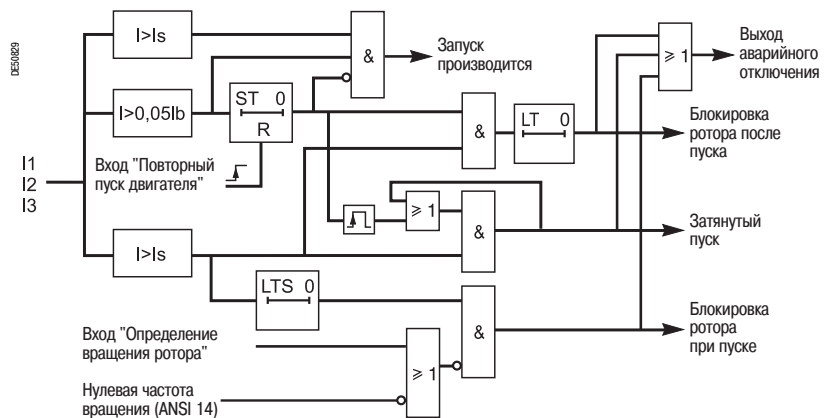 DE50829
I>Is
&
Запуск
производится
≥ 1
Выход
аварийного
отключения
I>0,05Ib
ST 0
R
&
LT 0
Блокировка
ротора после
пуска
I1
I2
I3
Вход "Повторный
пуск двигателя"
≥ 1
&
Затянутый
пуск
I>Is
LTS 0
&
Блокировка
ротора
при пуске
Вход "Определение
вращения ротора"
≥ 1
Нулевая частота
вращения (ANSI 14)